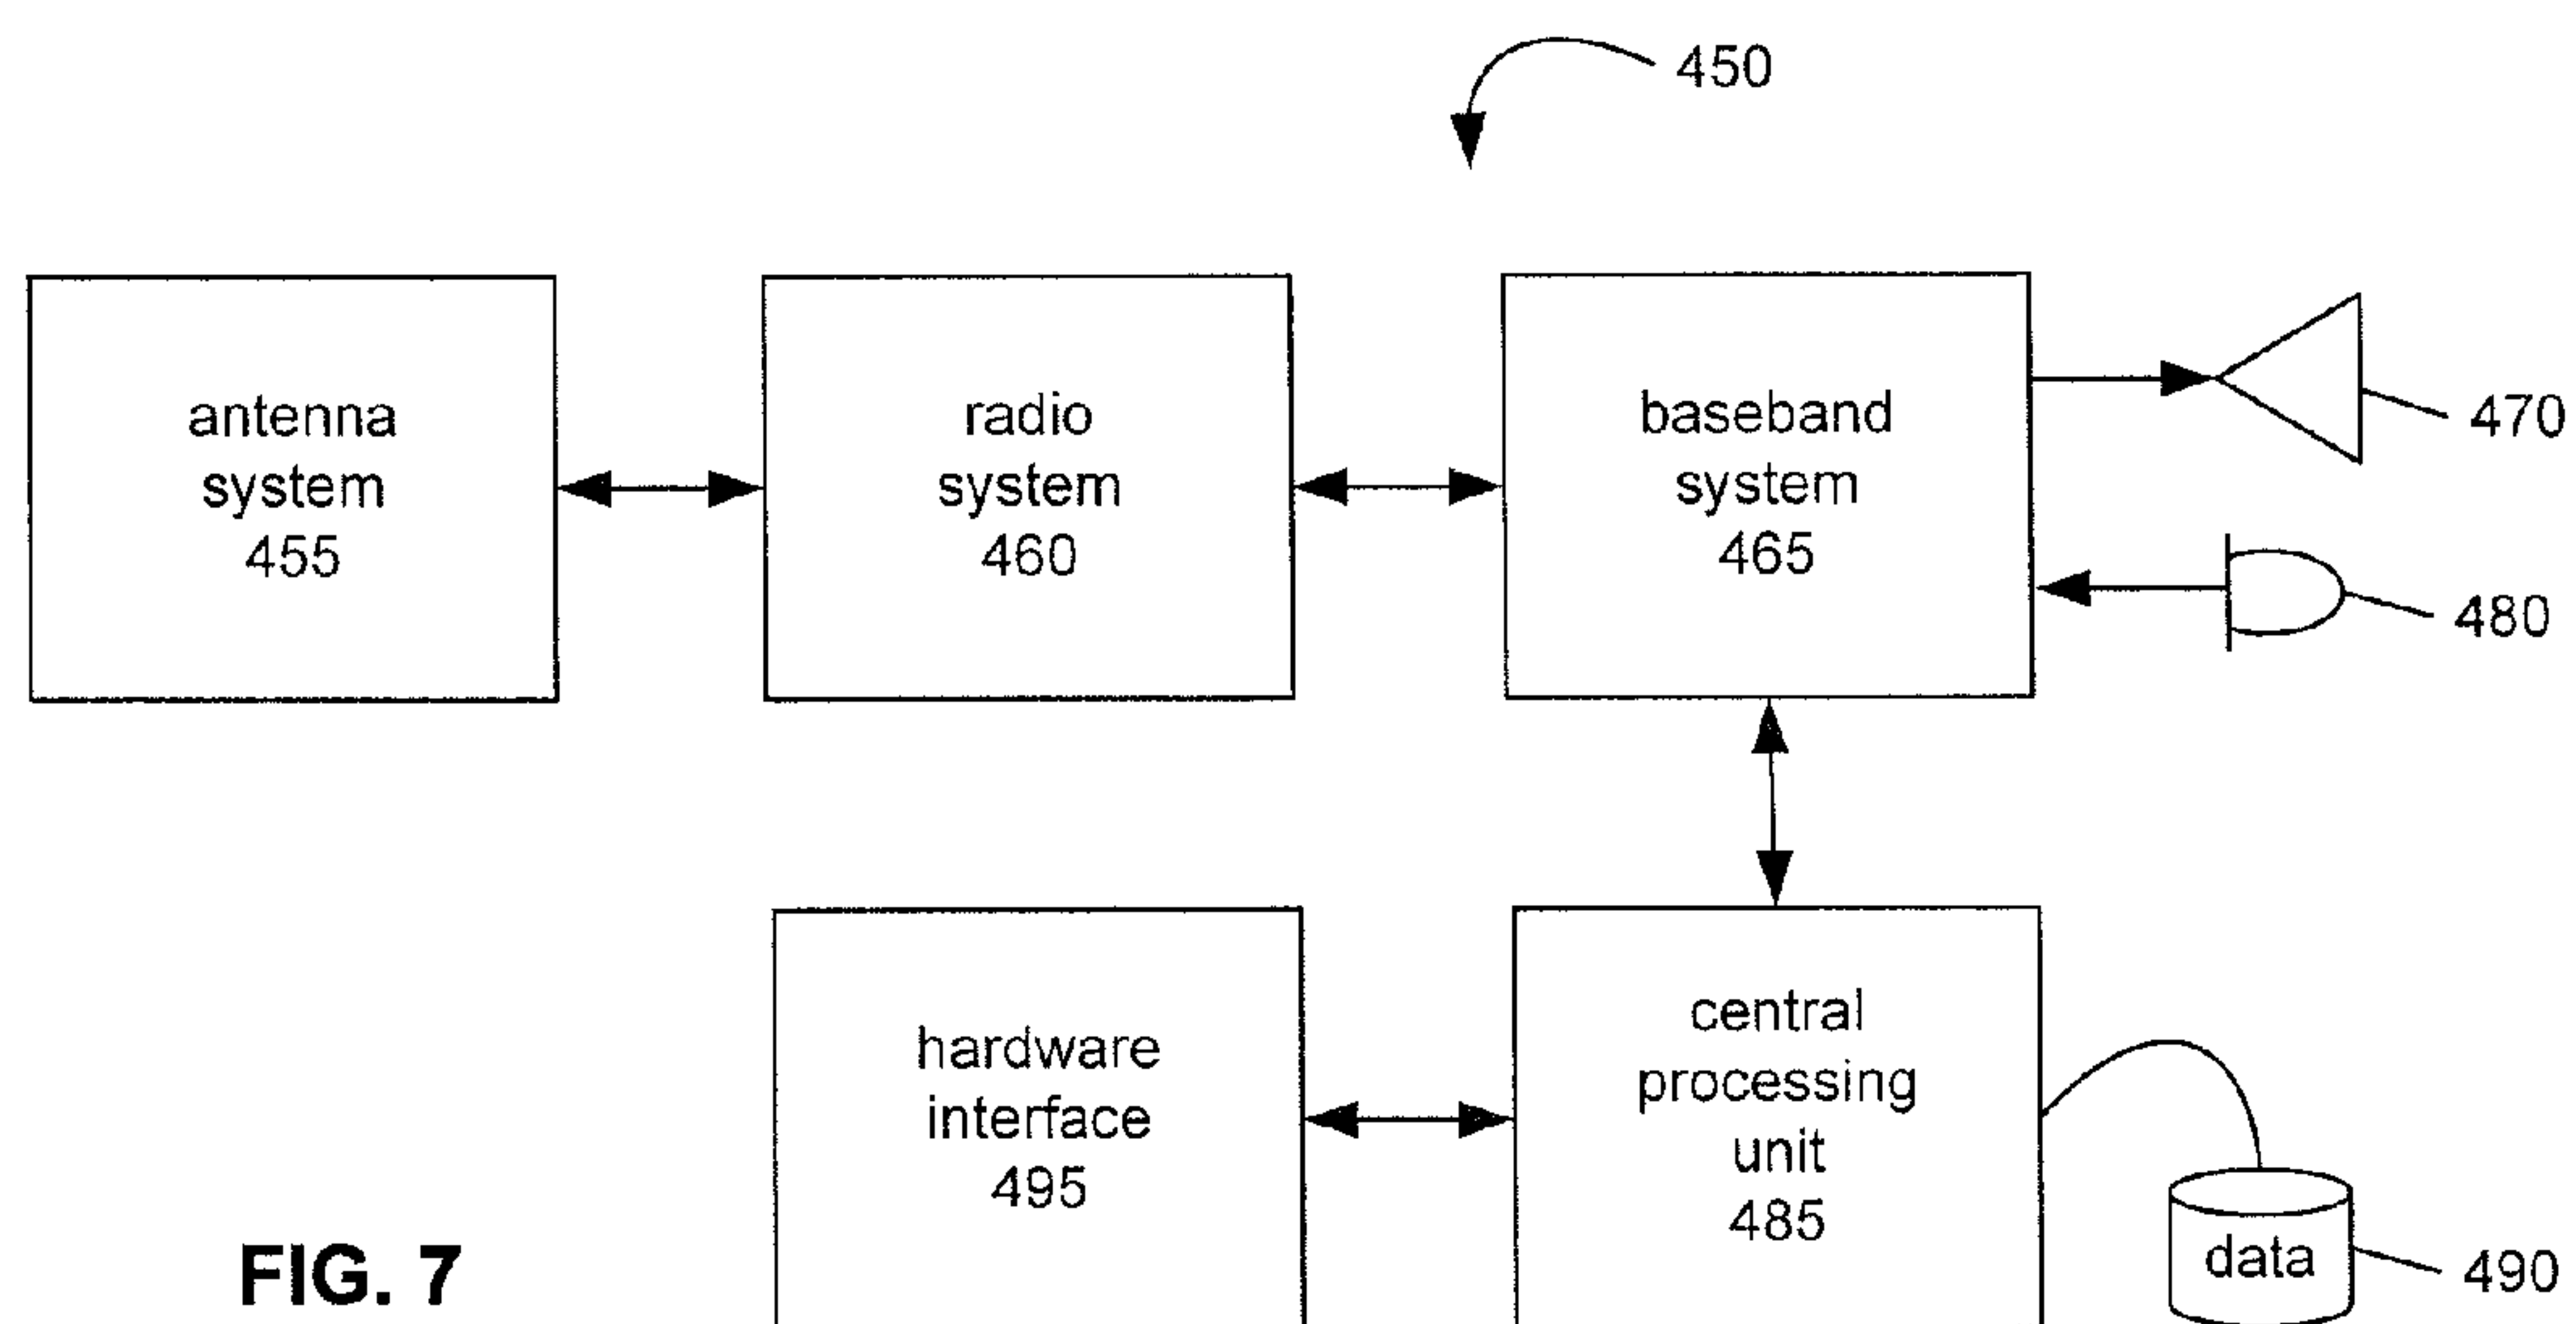 450
antenna
system
455
radio
system
460
baseband
system
465
470
480
hardware
interface
495
central
processing
unit
485
data
490
FIG. 7